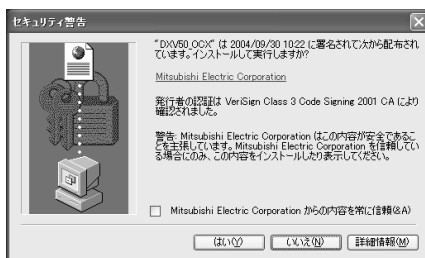 セキュリティ警告
"DXV50_OCX" は 2004/09/30 10:22 に署名されて次から配布され
ています。インストールして実行しますか?
Mitsubishi Electric Corporation
発行者の認証は VeriSign Class 3 Code Signing 2001 CA により
確認されました。
警告: Mitsubishi Electric Corporation はこの内容が安全であるこ
とを主張しています。Mitsubishi Electric Corporation を信頼してい
る場合にのみ、この内容をインストールしたり表示してください。
Mitsubishi Electric Corporation からの内容を常に信頼(&A)
はい(Y)
いいえ(N)
詳細情報(M)